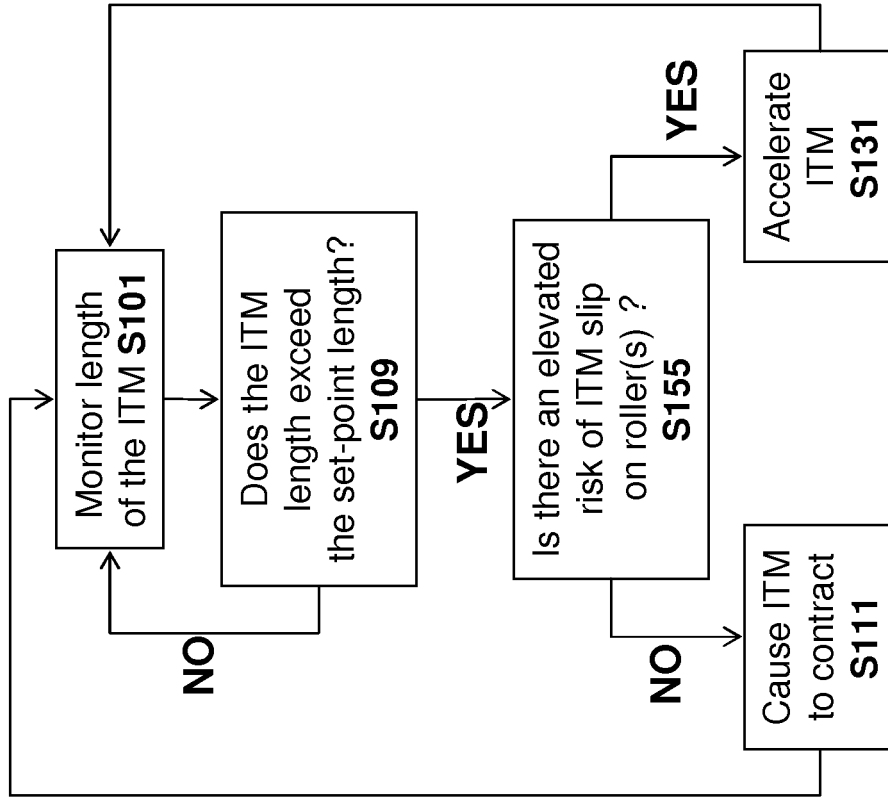 Monitor length
of the ITM S101
Does the ITM
length exceed
the set-point length?
S109
NO
YES
Is there an elevated
risk of ITM slip
on roller(s) ?
S155
NO
YES
Cause ITM
to contract
S111
Accelerate
ITM
S131